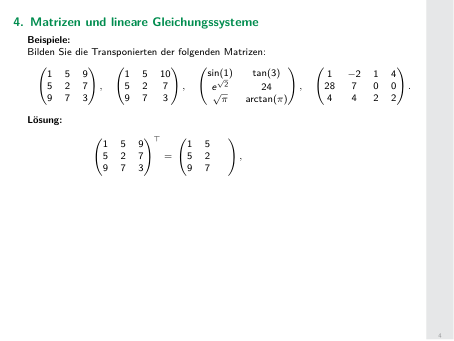 4. Matrizen und lineare Gleichungssysteme
Beispiele:
Bilden Sie die Transponierten der folgenden Matrizen:
(1 5 9; 5 2 7; 9 7 3), (1 5 10; 5 2 7; 9 7 3), (sin(1) tan(3); e^√2 24; √π arctan(π)), (1 −2 1 4; 28 7 0 0; 4 4 2 2).
Lösung:
(1 5 9; 5 2 7; 9 7 3)^⊤ = (1 5; 5 2; 9 7),
4